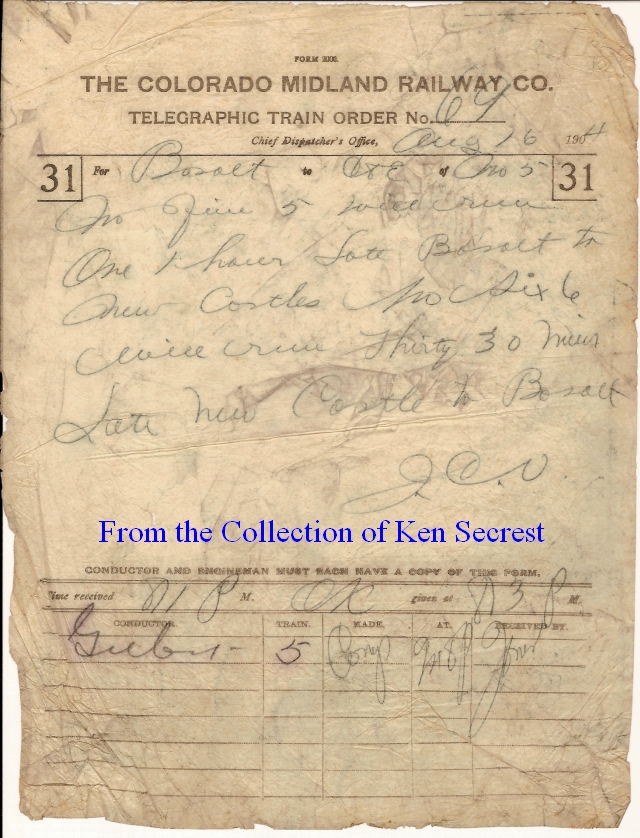 FORM
THE COLORADO MIDLAND RAILWAY CO.
TELEGRAPHIC TRAIN ORDER No. 64
Chief Dispatcher's Office, Aug 16 1904
31 For Basalt to C&E of No 5 31
No five 5 will run
One 1 hour late Basalt to
New Castle No Six 6
will run Thirty 30 mins
Late New Castle to Basalt
J. C. D.
From the Collection of Ken Secrest
CONDUCTOR AND ENGINEMAN MUST EACH HAVE A COPY OF THIS FORM.
Time received P M. OK given at P M.
CONDUCTOR. TRAIN. MADE. AT. RECEIVED BY.
5 Comp